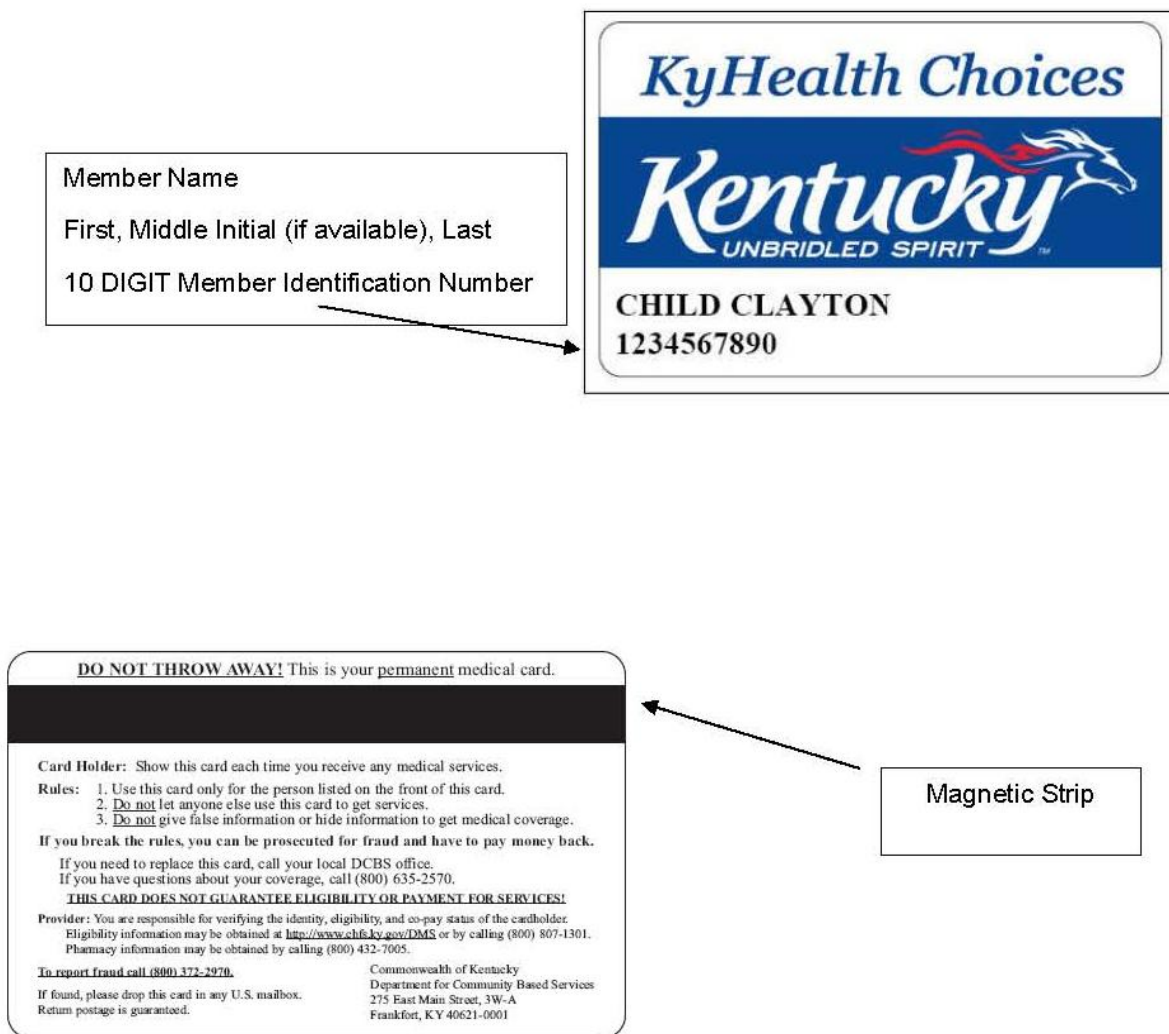 KyHealth Choices
Kentucky
UNBRIDLED SPIRIT ™
Member Name
First, Middle Initial (if available), Last
10 DIGIT Member Identification Number
CHILD CLAYTON
1234567890
DO NOT THROW AWAY! This is your permanent medical card.
Card Holder: Show this card each time you receive any medical services.
Rules: 1. Use this card only for the person listed on the front of this card.
2. Do not let anyone else use this card to get services.
3. Do not give false information or hide information to get medical coverage.
If you break the rules, you can be prosecuted for fraud and have to pay money back.
If you need to replace this card, call your local DCBS office.
If you have questions about your coverage, call (800) 635-2570.
THIS CARD DOES NOT GUARANTEE ELIGIBILITY OR PAYMENT FOR SERVICES!
Provider: You are responsible for verifying the identity, eligibility, and co-pay status of the cardholder.
Eligibility information may be obtained at http://www.chfs.ky.gov/DMS or by calling (800) 807-1301.
Pharmacy information may be obtained by calling (800) 432-7005.
To report fraud call (800) 372-2970.
If found, please drop this card in any U.S. mailbox.
Return postage is guaranteed.
Commonwealth of Kentucky
Department for Community Based Services
275 East Main Street, 3W-A
Frankfort, KY 40621-0001
Magnetic Strip